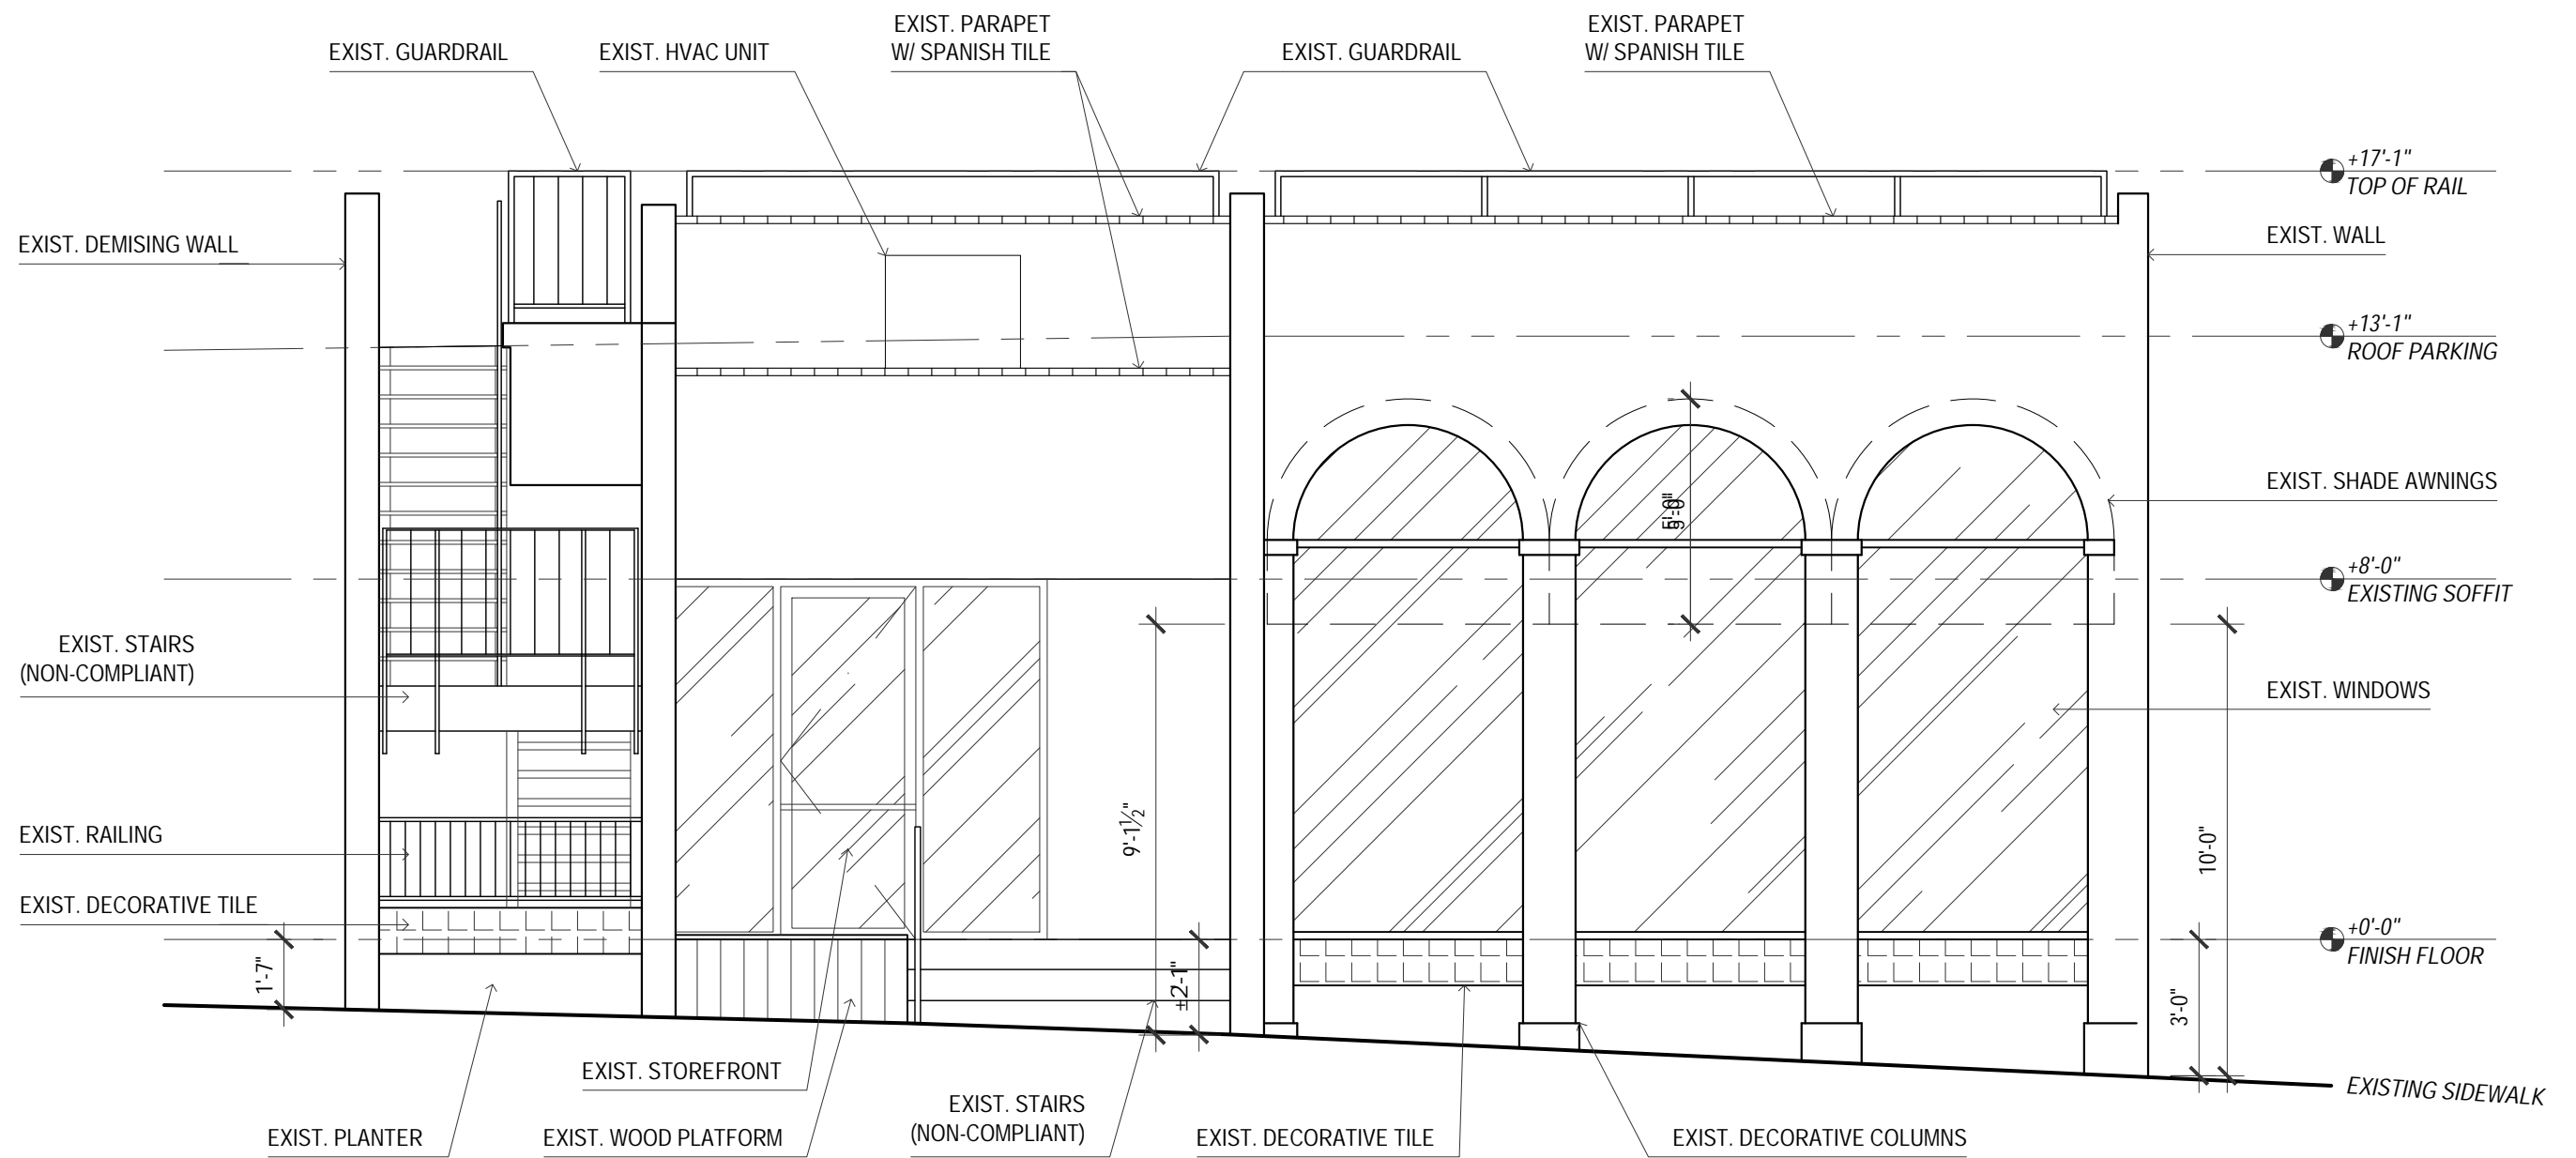 EXIST. PARAPET
W/ SPANISH TILE
EXIST. PARAPET
W/ SPANISH TILE
EXIST. GUARDRAIL
EXIST. HVAC UNIT
EXIST. GUARDRAIL
+17'-1"
TOP OF RAIL
EXIST. DEMISING WALL
EXIST. WALL
+13'-1"
ROOF PARKING
EXIST. SHADE AWNINGS
+8'-0"
EXISTING SOFFIT
EXIST. STAIRS
(NON-COMPLIANT)
EXIST. WINDOWS
EXIST. RAILING
9'-1½"
10'-0"
EXIST. DECORATIVE TILE
+0'-0"
FINISH FLOOR
1'-7"
±2'-1"
3'-0"
EXIST. STOREFRONT
EXISTING SIDEWALK
EXIST. STAIRS
(NON-COMPLIANT)
EXIST. PLANTER
EXIST. WOOD PLATFORM
EXIST. DECORATIVE TILE
EXIST. DECORATIVE COLUMNS